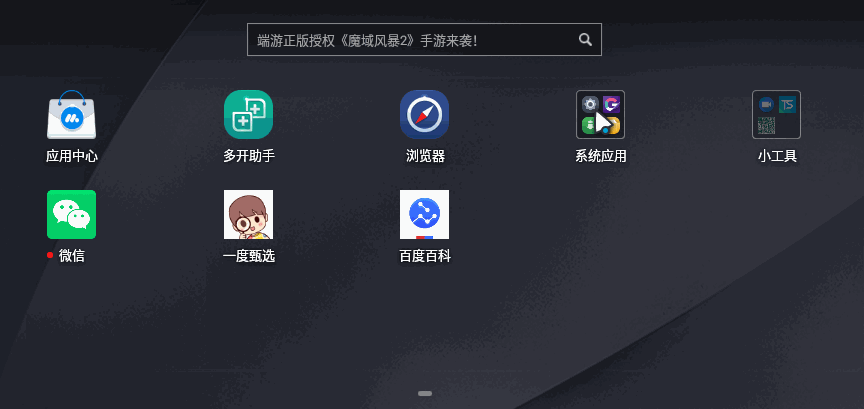 端游正版授权《魔域风暴2》手游来袭!
应用中心
多开助手
浏览器
系统应用
小工具
TS
微信
一度甄选
百度百科